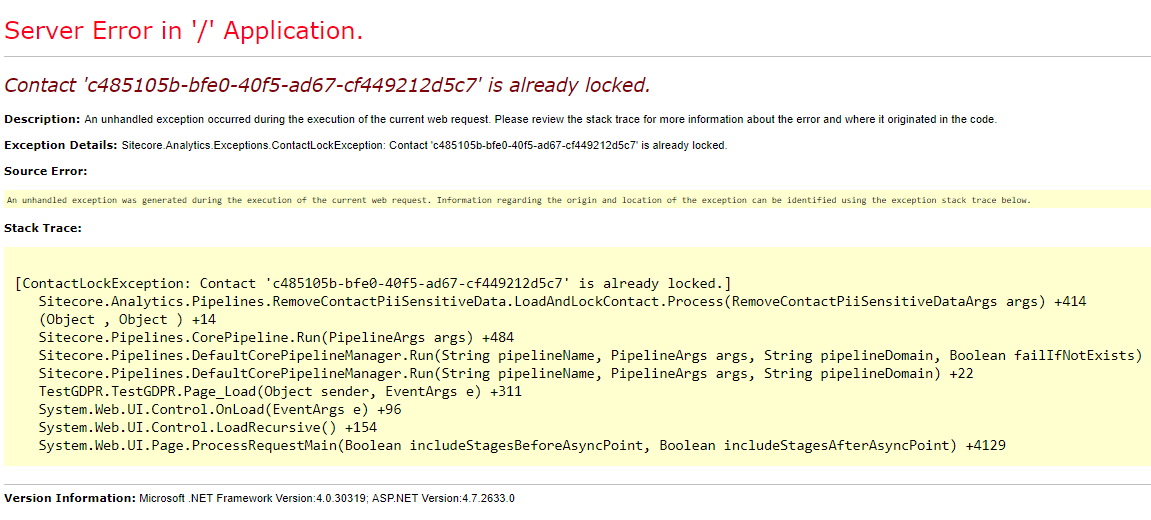 Server Error in '/' Application.
Contact 'c485105b-bfe0-40f5-ad67-cf449212d5c7' is already locked.
Description: An unhandled exception occurred during the execution of the current web request. Please review the stack trace for more information about the error and where it originated in the code.
Exception Details: Sitecore.Analytics.Exceptions.ContactLockException: Contact 'c485105b-bfe0-40f5-ad67-cf449212d5c7' is already locked.
Source Error:
An unhandled exception was generated during the execution of the current web request. Information regarding the origin and location of the exception can be identified using the exception stack trace below.
Stack Trace:
[ContactLockException: Contact 'c485105b-bfe0-40f5-ad67-cf449212d5c7' is already locked.]
Sitecore.Analytics.Pipelines.RemoveContactPiiSensitiveData.LoadAndLockContact.Process(RemoveContactPiiSensitiveDataArgs args) +414
(Object , Object ) +14
Sitecore.Pipelines.CorePipeline.Run(PipelineArgs args) +484
Sitecore.Pipelines.DefaultCorePipelineManager.Run(String pipelineName, PipelineArgs args, String pipelineDomain, Boolean failIfNotExists)
Sitecore.Pipelines.DefaultCorePipelineManager.Run(String pipelineName, PipelineArgs args, String pipelineDomain) +22
TestGDPR.TestGDPR.Page_Load(Object sender, EventArgs e) +311
System.Web.UI.Control.OnLoad(EventArgs e) +96
System.Web.UI.Control.LoadRecursive() +154
System.Web.UI.Page.ProcessRequestMain(Boolean includeStagesBeforeAsyncPoint, Boolean includeStagesAfterAsyncPoint) +4129
Version Information: Microsoft .NET Framework Version:4.0.30319; ASP.NET Version:4.7.2633.0